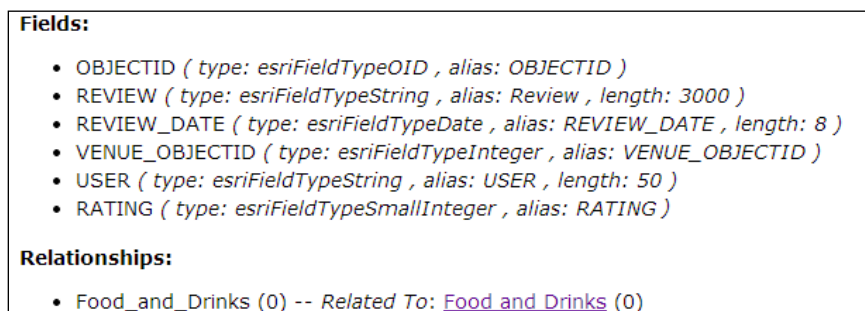 Fields:
• OBJECTID ( type: esriFieldTypeOID , alias: OBJECTID )
• REVIEW ( type: esriFieldTypeString , alias: Review , length: 3000 )
• REVIEW_DATE ( type: esriFieldTypeDate , alias: REVIEW_DATE , length: 8 )
• VENUE_OBJECTID ( type: esriFieldTypeInteger , alias: VENUE_OBJECTID )
• USER ( type: esriFieldTypeString , alias: USER , length: 50 )
• RATING ( type: esriFieldTypeSmallInteger , alias: RATING )
Relationships:
• Food_and_Drinks (0) -- Related To: Food and Drinks (0)